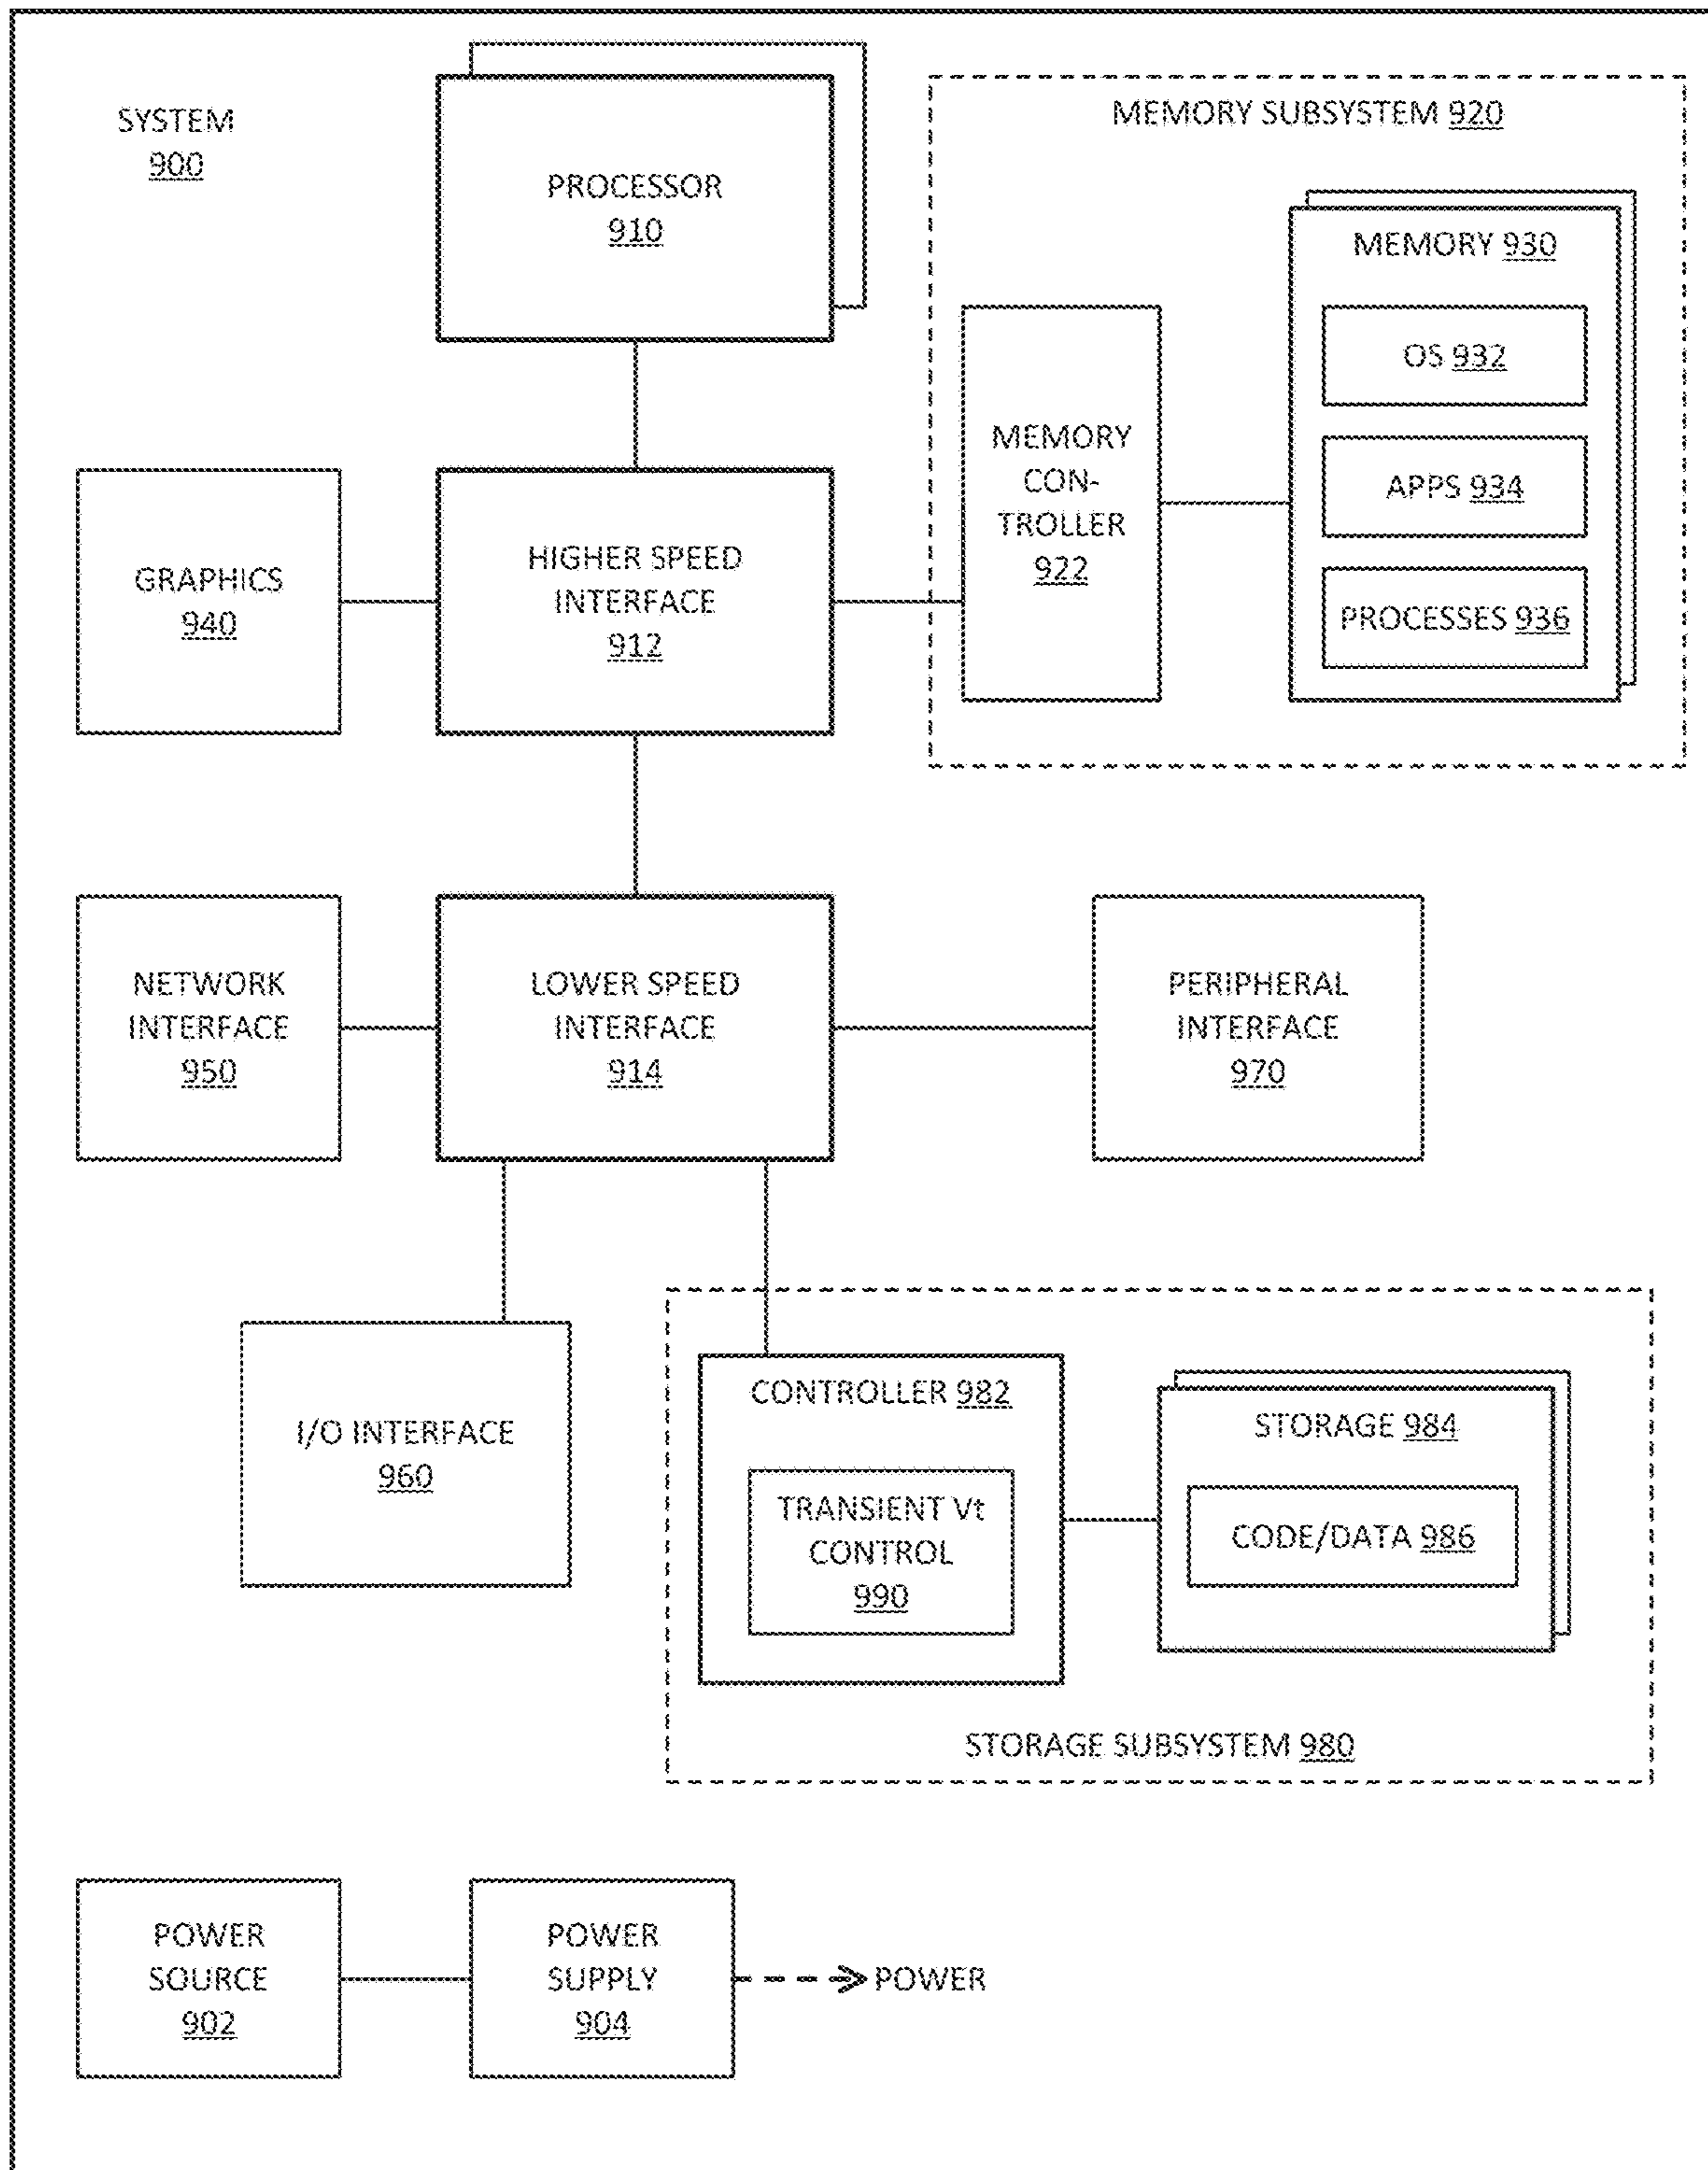 SYSTEM
900
PROCESSOR
910
MEMORY SUBSYSTEM 920
MEMORY 930
OS 932
APPS 934
PROCESSES 936
MEMORY
CON-
TROLLER
922
GRAPHICS
940
HIGHER SPEED
INTERFACE
912
NETWORK
INTERFACE
950
LOWER SPEED
INTERFACE
914
PERIPHERAL
INTERFACE
970
I/O INTERFACE
960
CONTROLLER 982
TRANSIENT Vt
CONTROL
990
STORAGE 984
CODE/DATA 986
STORAGE SUBSYSTEM 980
POWER
SOURCE
902
POWER
SUPPLY
904
POWER